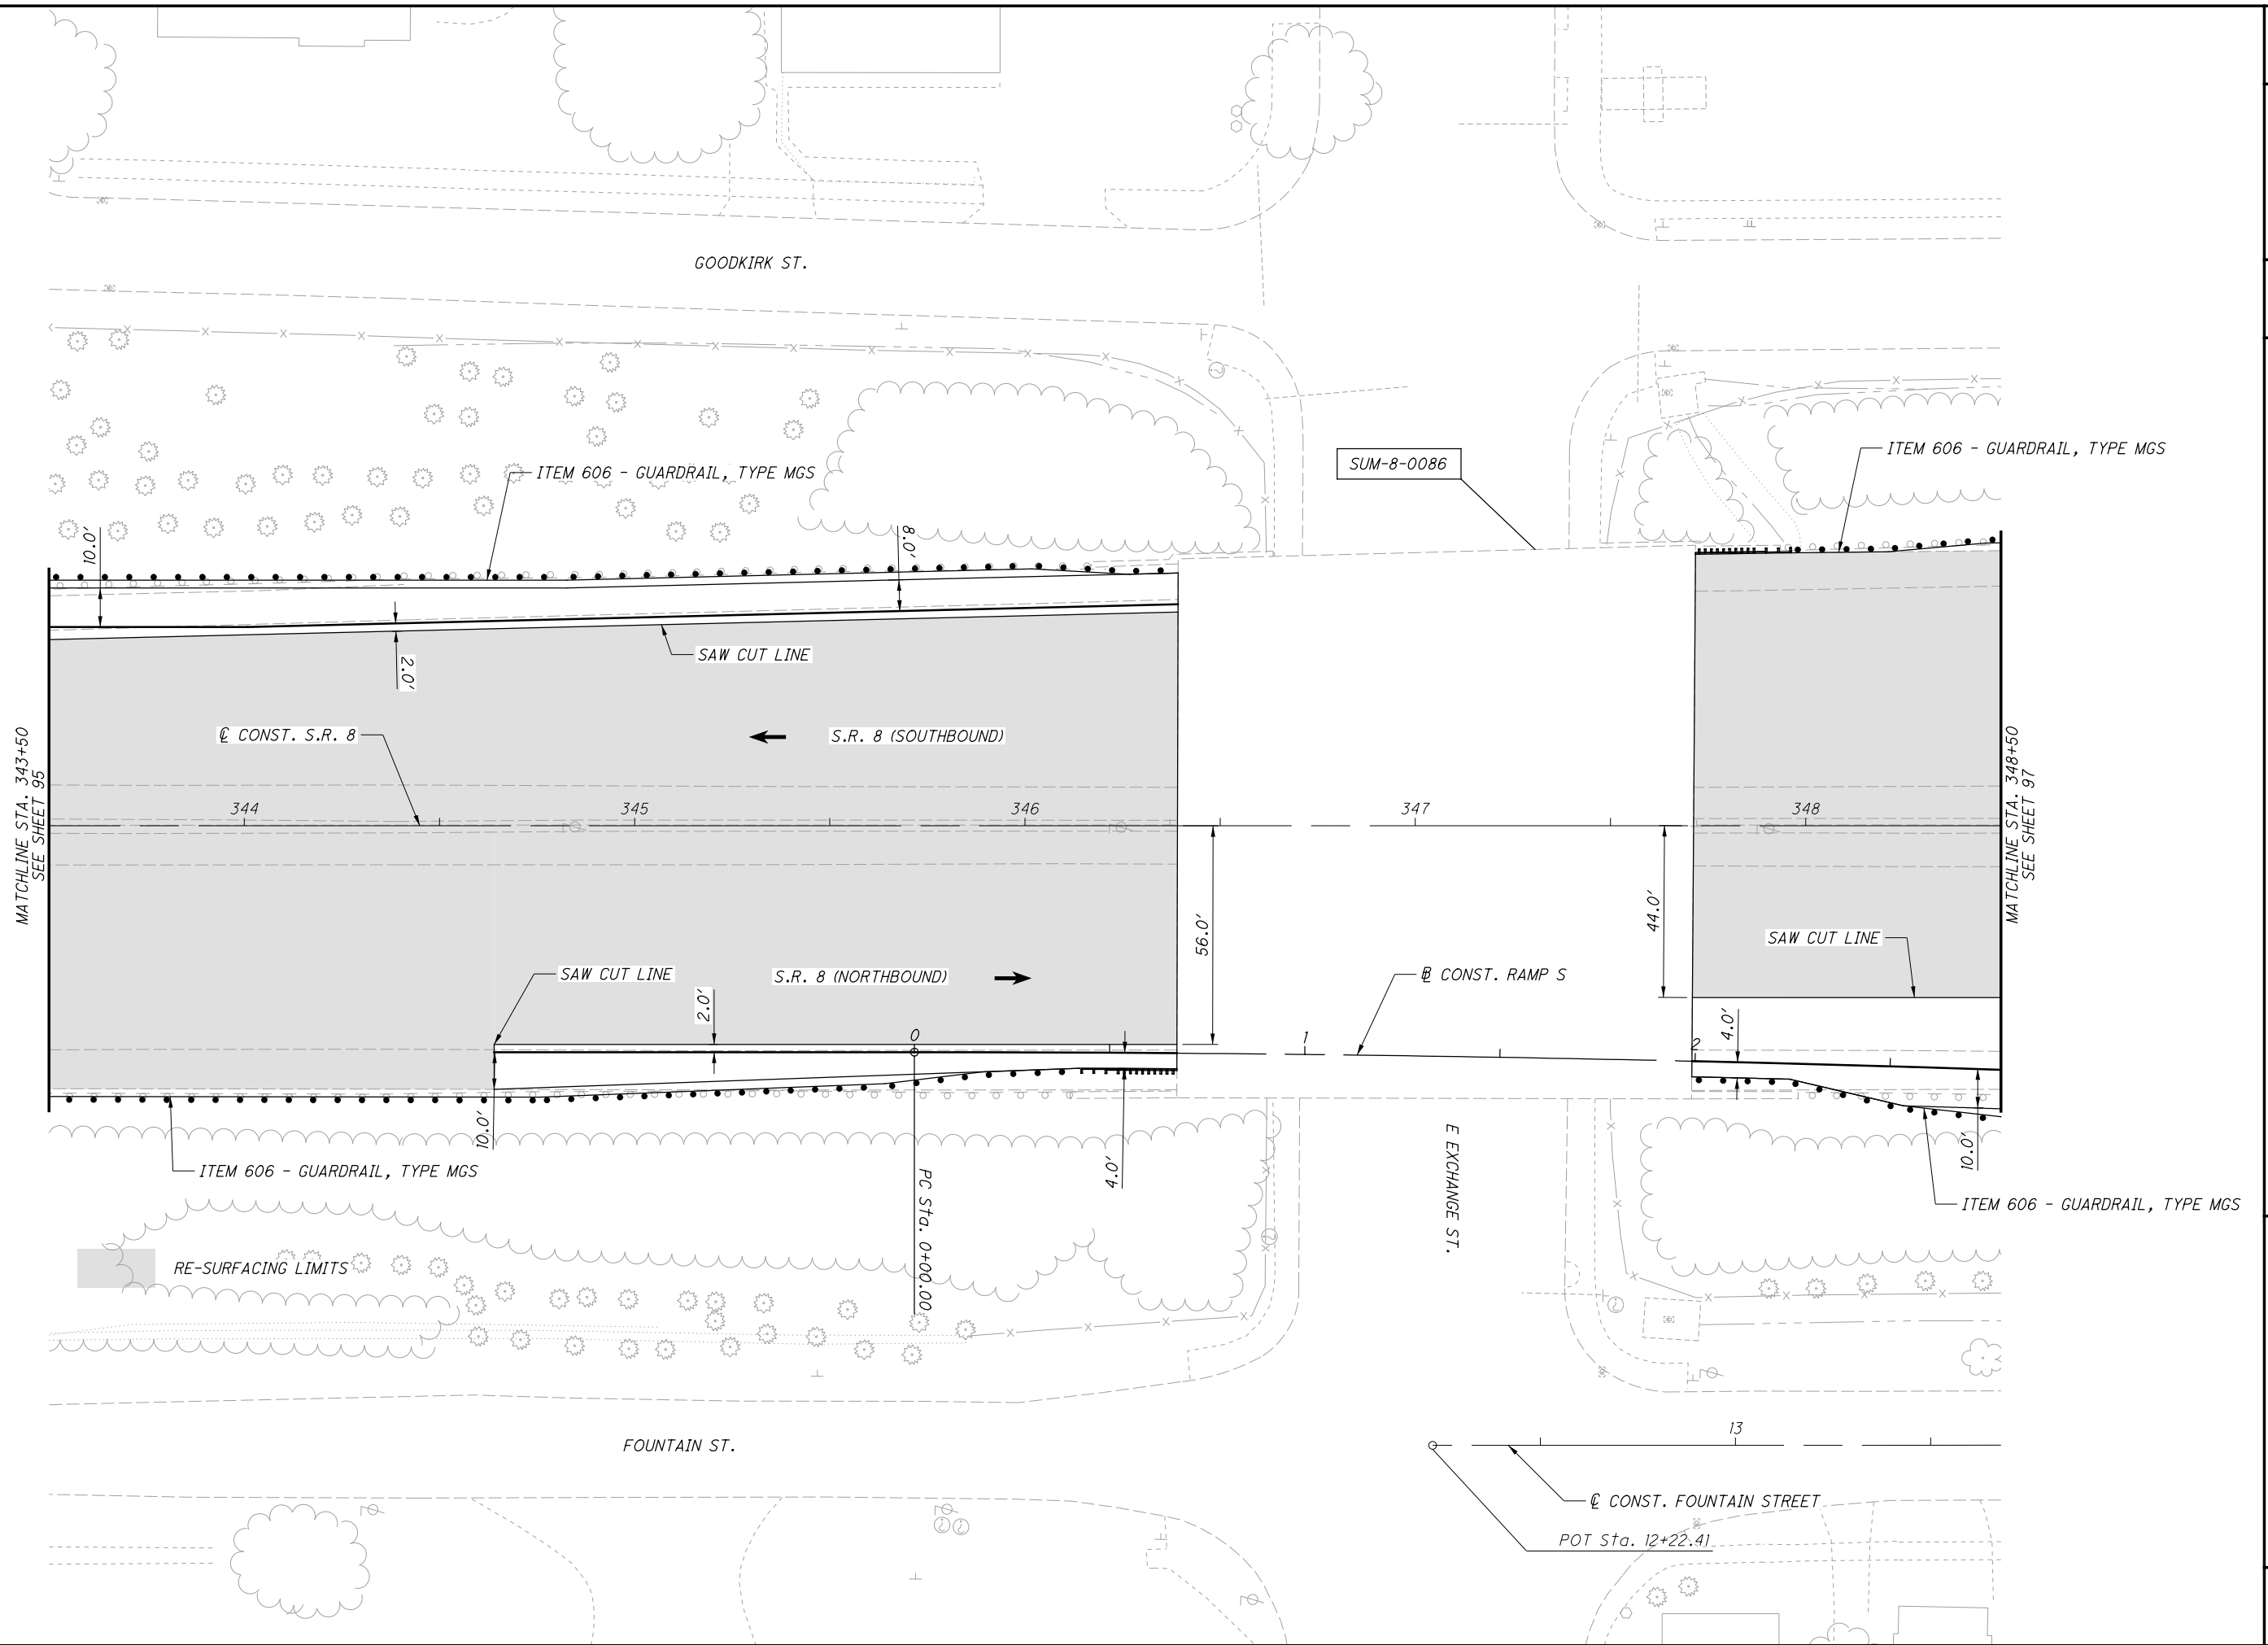 GOODKIRK ST.
SUM-8-0086
ITEM 606 - GUARDRAIL, TYPE MGS
ITEM 606 - GUARDRAIL, TYPE MGS
10.0'
8.0'
2.0'
SAW CUT LINE
℄ CONST. S.R. 8
S.R. 8 (SOUTHBOUND)
MATCHLINE STA. 343+50
SEE SHEET 95
MATCHLINE STA. 348+50
SEE SHEET 97
344
345
346
347
348
56.0'
44.0'
SAW CUT LINE
SAW CUT LINE
S.R. 8 (NORTHBOUND)
B CONST. RAMP S
2.0'
0
1
2
4.0'
10.0'
4.0'
10.0'
ITEM 606 - GUARDRAIL, TYPE MGS
PC Sta. 0+00.00
E EXCHANGE ST.
ITEM 606 - GUARDRAIL, TYPE MGS
RE-SURFACING LIMITS
FOUNTAIN ST.
13
℄ CONST. FOUNTAIN STREET
POT Sta. 12+22.41